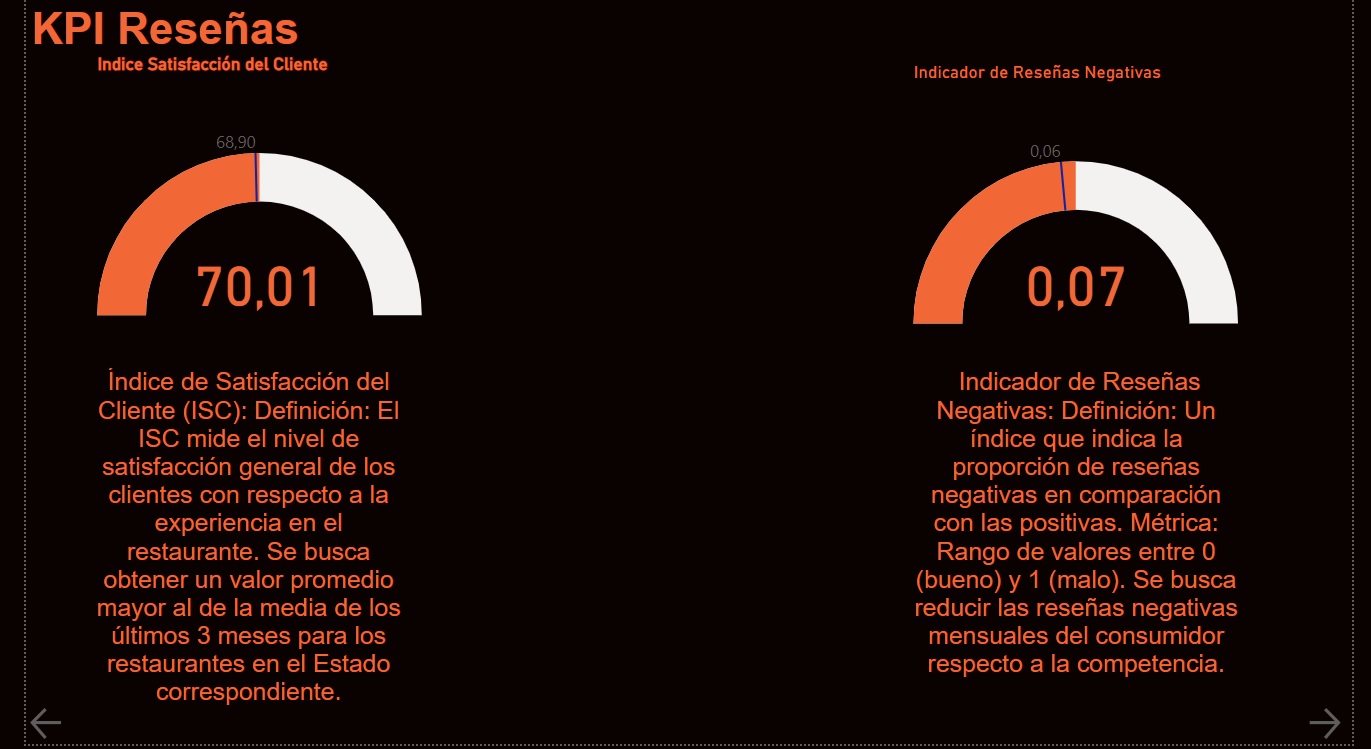 KPI Reseñas
Indice Satisfacción del Cliente
68,90
70,01
Índice de Satisfacción del
Cliente (ISC): Definición: El
ISC mide el nivel de
satisfacción general de los
clientes con respecto a la
experiencia en el
restaurante. Se busca
obtener un valor promedio
mayor al de la media de los
últimos 3 meses para los
restaurantes en el Estado
correspondiente.
Indicador de Reseñas Negativas
0,06
0,07
Indicador de Reseñas
Negativas: Definición: Un
índice que indica la
proporción de reseñas
negativas en comparación
con las positivas. Métrica:
Rango de valores entre 0
(bueno) y 1 (malo). Se busca
reducir las reseñas negativas
mensuales del consumidor
respecto a la competencia.